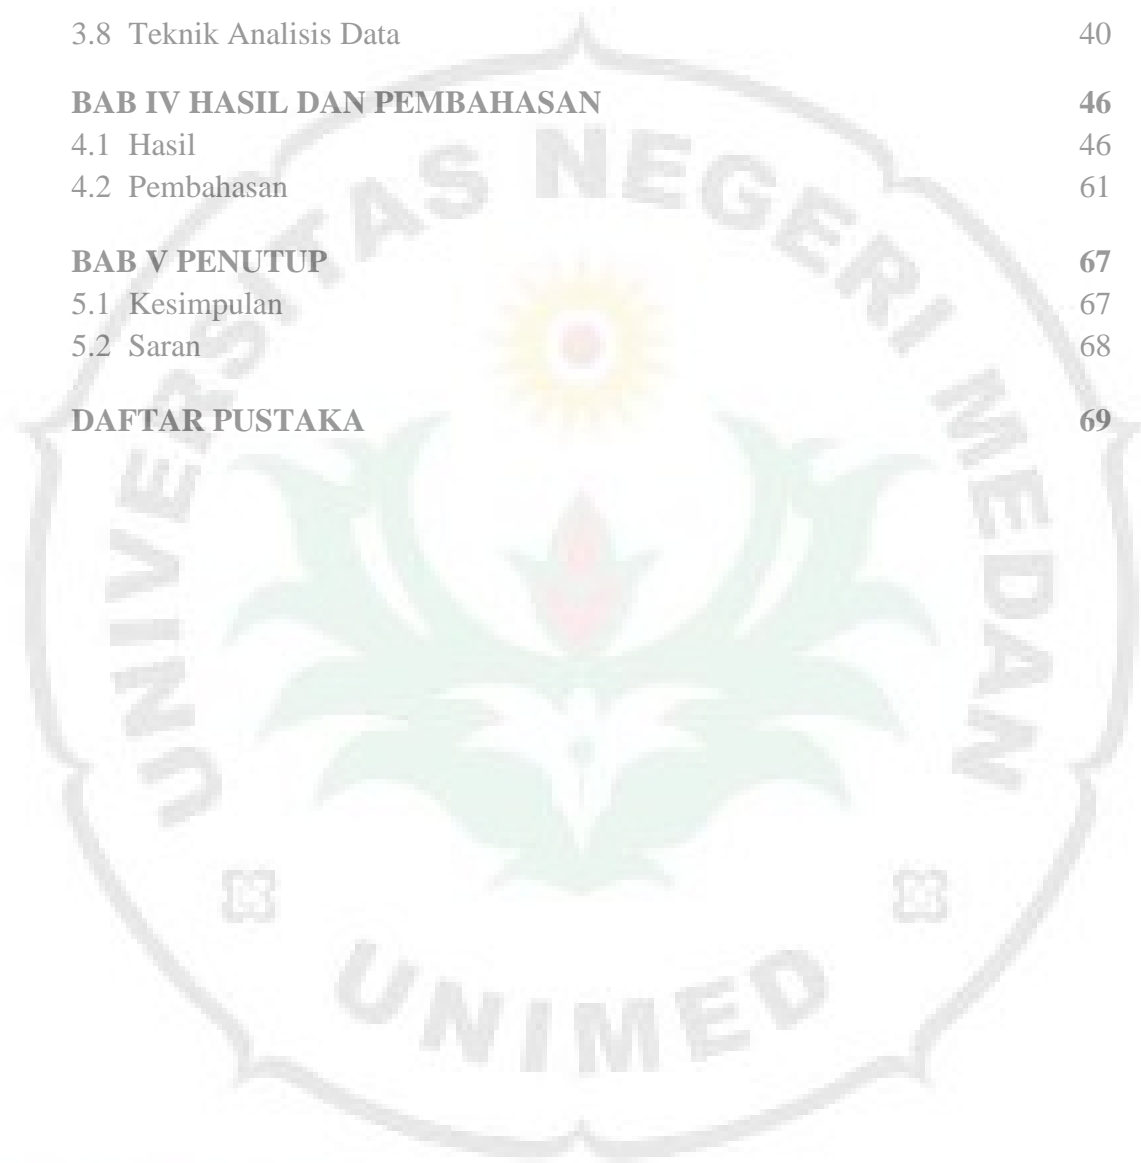 3.8 Teknik Analisis Data 40
BAB IV HASIL DAN PEMBAHASAN 46
4.1 Hasil 46
4.2 Pembahasan 61
BAB V PENUTUP 67
5.1 Kesimpulan 67
5.2 Saran 68
DAFTAR PUSTAKA 69
UNIVERSITAS NEGERI MEDAN
UNIMED